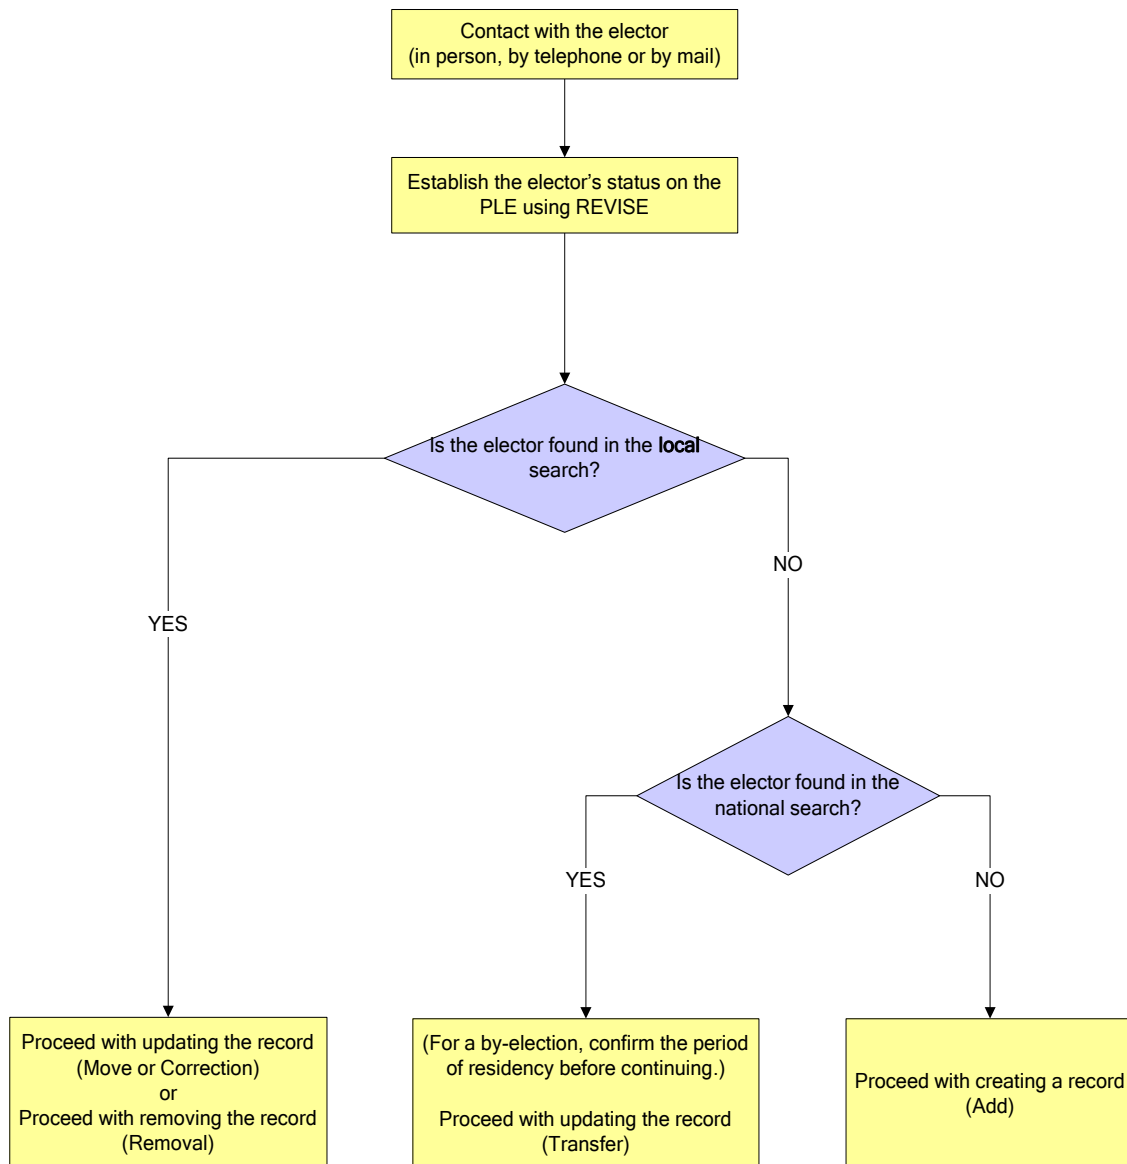 Contact with the elector
(in person, by telephone or by mail)
Establish the elector's status on the
PLE using REVISE
Is the elector found in the local
search?
NO
YES
Is the elector found in the
national search?
YES
NO
Proceed with updating the record
(Move or Correction)
or
Proceed with removing the record
(Removal)
(For a by-election, confirm the period
of residency before continuing.)
Proceed with updating the record
(Transfer)
Proceed with creating a record
(Add)